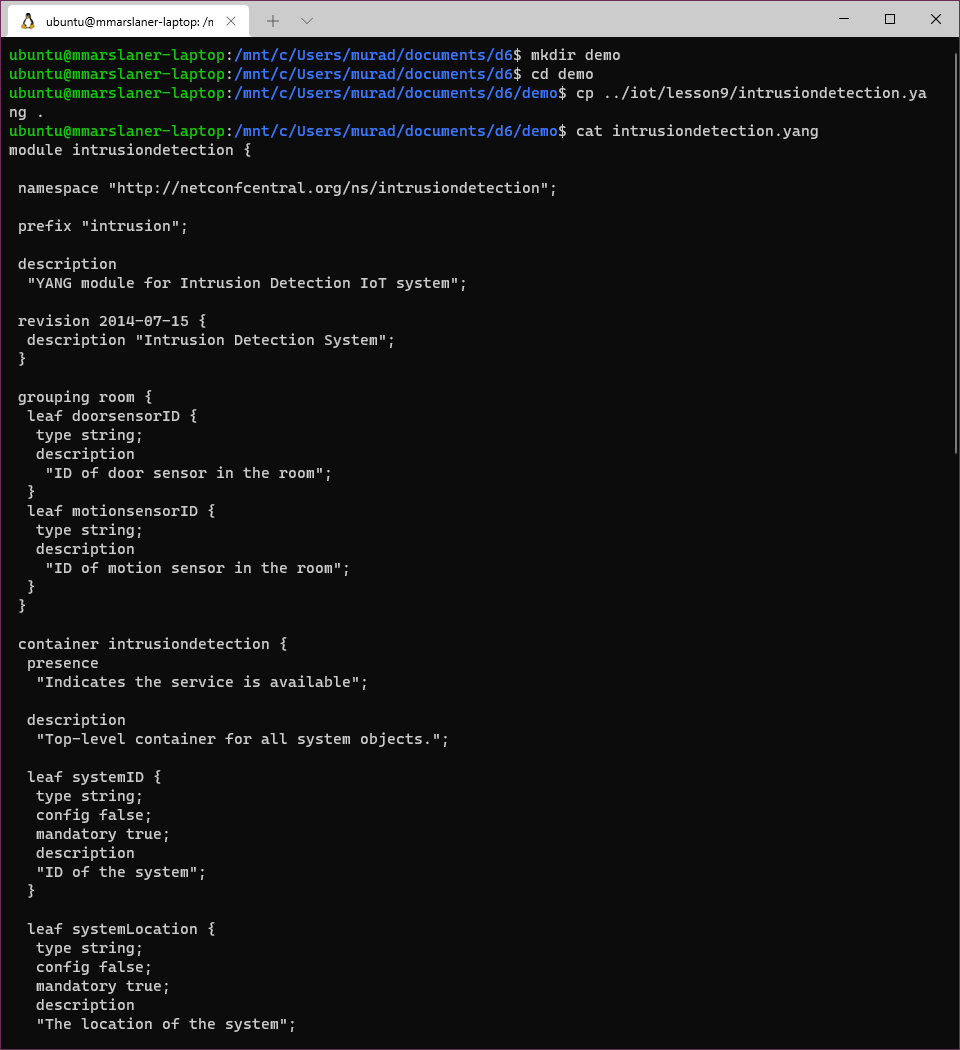 ubuntu@mmarslaner-laptop: /n
ubuntu@mmarslaner-laptop:/mnt/c/Users/murad/documents/d6$ mkdir demo
ubuntu@mmarslaner-laptop:/mnt/c/Users/murad/documents/d6$ cd demo
ubuntu@mmarslaner-laptop:/mnt/c/Users/murad/documents/d6/demo$ cp ../iot/lesson9/intrusiondetection.ya
ng .
ubuntu@mmarslaner-laptop:/mnt/c/Users/murad/documents/d6/demo$ cat intrusiondetection.yang
module intrusiondetection {

 namespace "http://netconfcentral.org/ns/intrusiondetection";

 prefix "intrusion";

 description
  "YANG module for Intrusion Detection IoT system";

 revision 2014-07-15 {
  description "Intrusion Detection System";
 }

 grouping room {
  leaf doorsensorID {
   type string;
   description
    "ID of door sensor in the room";
  }
  leaf motionsensorID {
   type string;
   description
    "ID of motion sensor in the room";
  }
 }

 container intrusiondetection {
  presence
   "Indicates the service is available";

  description
   "Top-level container for all system objects.";

  leaf systemID {
   type string;
   config false;
   mandatory true;
   description
   "ID of the system";
  }

  leaf systemLocation {
   type string;
   config false;
   mandatory true;
   description
   "The location of the system";